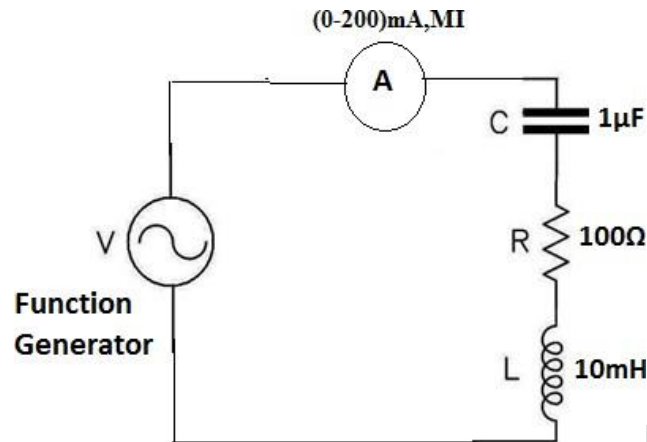 (0-200)mA,MI
A
C
1µF
V
R
100Ω
Function
Generator
L
10mH